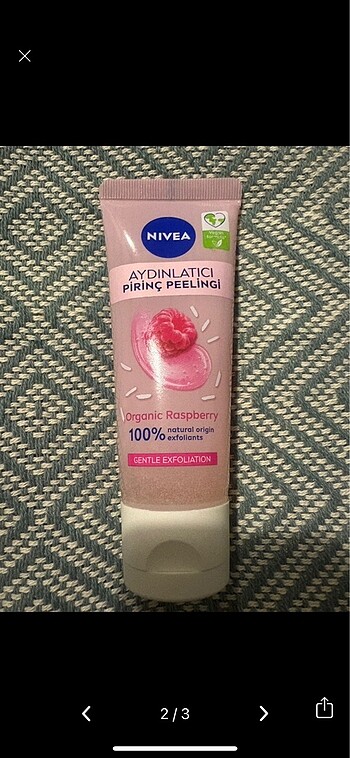 NIVEA
AYDINLATICI
PİRİNÇ PEELİNGİ
Organic Raspberry
100% natural origin
exfoliants
GENTLE EXFOLIATION
2/3